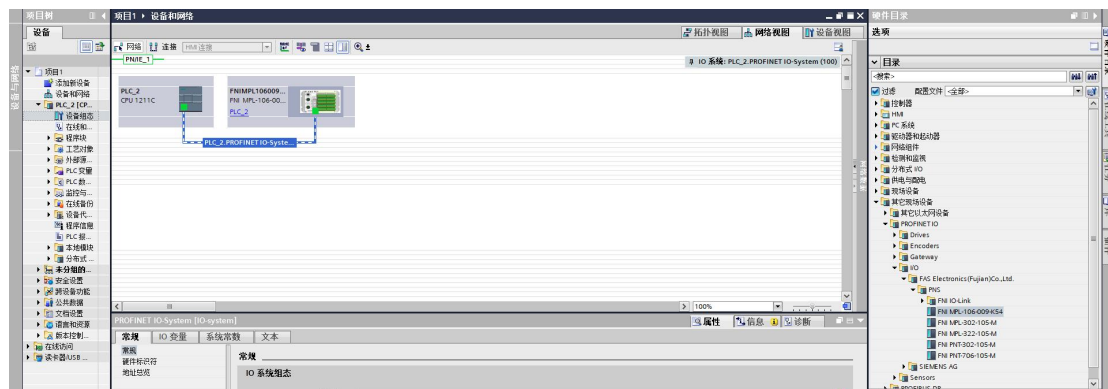 项目树
设备
项目1
添加新设备
设备和网络
PLC_2 [CP...
设备组态
在线和...
程序块
工艺对象
外部源...
PLC 变量
PLC 数...
监控与...
在线备份
设备代...
程序信息
PLC 报...
本地模块
分布式 ...
未分组的...
安全设置
跨设备功能
公共数据
文档设置
语言和资源
版本控制...
在线访问
读卡器/USB ...
项目1 ▸ 设备和网络
拓扑视图
网络视图
设备视图
网络
连接
HMI 连接
PN/IE_1
IO 系统: PLC_2.PROFINET IO-System (100)
PLC_2
CPU 1211C
FNIMPL106009...
FNI MPL-106-00...
PLC_2
PLC_2.PROFINET IO-Syste...
100%
PROFINET IO-System [IO-system]
属性
信息
诊断
常规
IO 变量
系统常数
文本
常规
硬件标识符
地址总览
常规
IO 系统组态
硬件目录
选项
目录
<搜索>
过滤
配置文件
<全部>
控制器
HMI
PC 系统
驱动器和起动器
网络组件
检测和监视
分布式 I/O
供电与配电
现场设备
其它现场设备
其它以太网设备
PROFINET IO
Drives
Encoders
Gateway
I/O
FAS Electronics(Fujian)Co.,Ltd.
PNS
FNI IO-Link
FNI MPL-106-009-K54
FNI MPL-302-105-M
FNI MPL-322-105-M
FNI PNT-302-105-M
FNI PNT-706-105-M
SIEMENS AG
Sensors
PROFIBUS DP